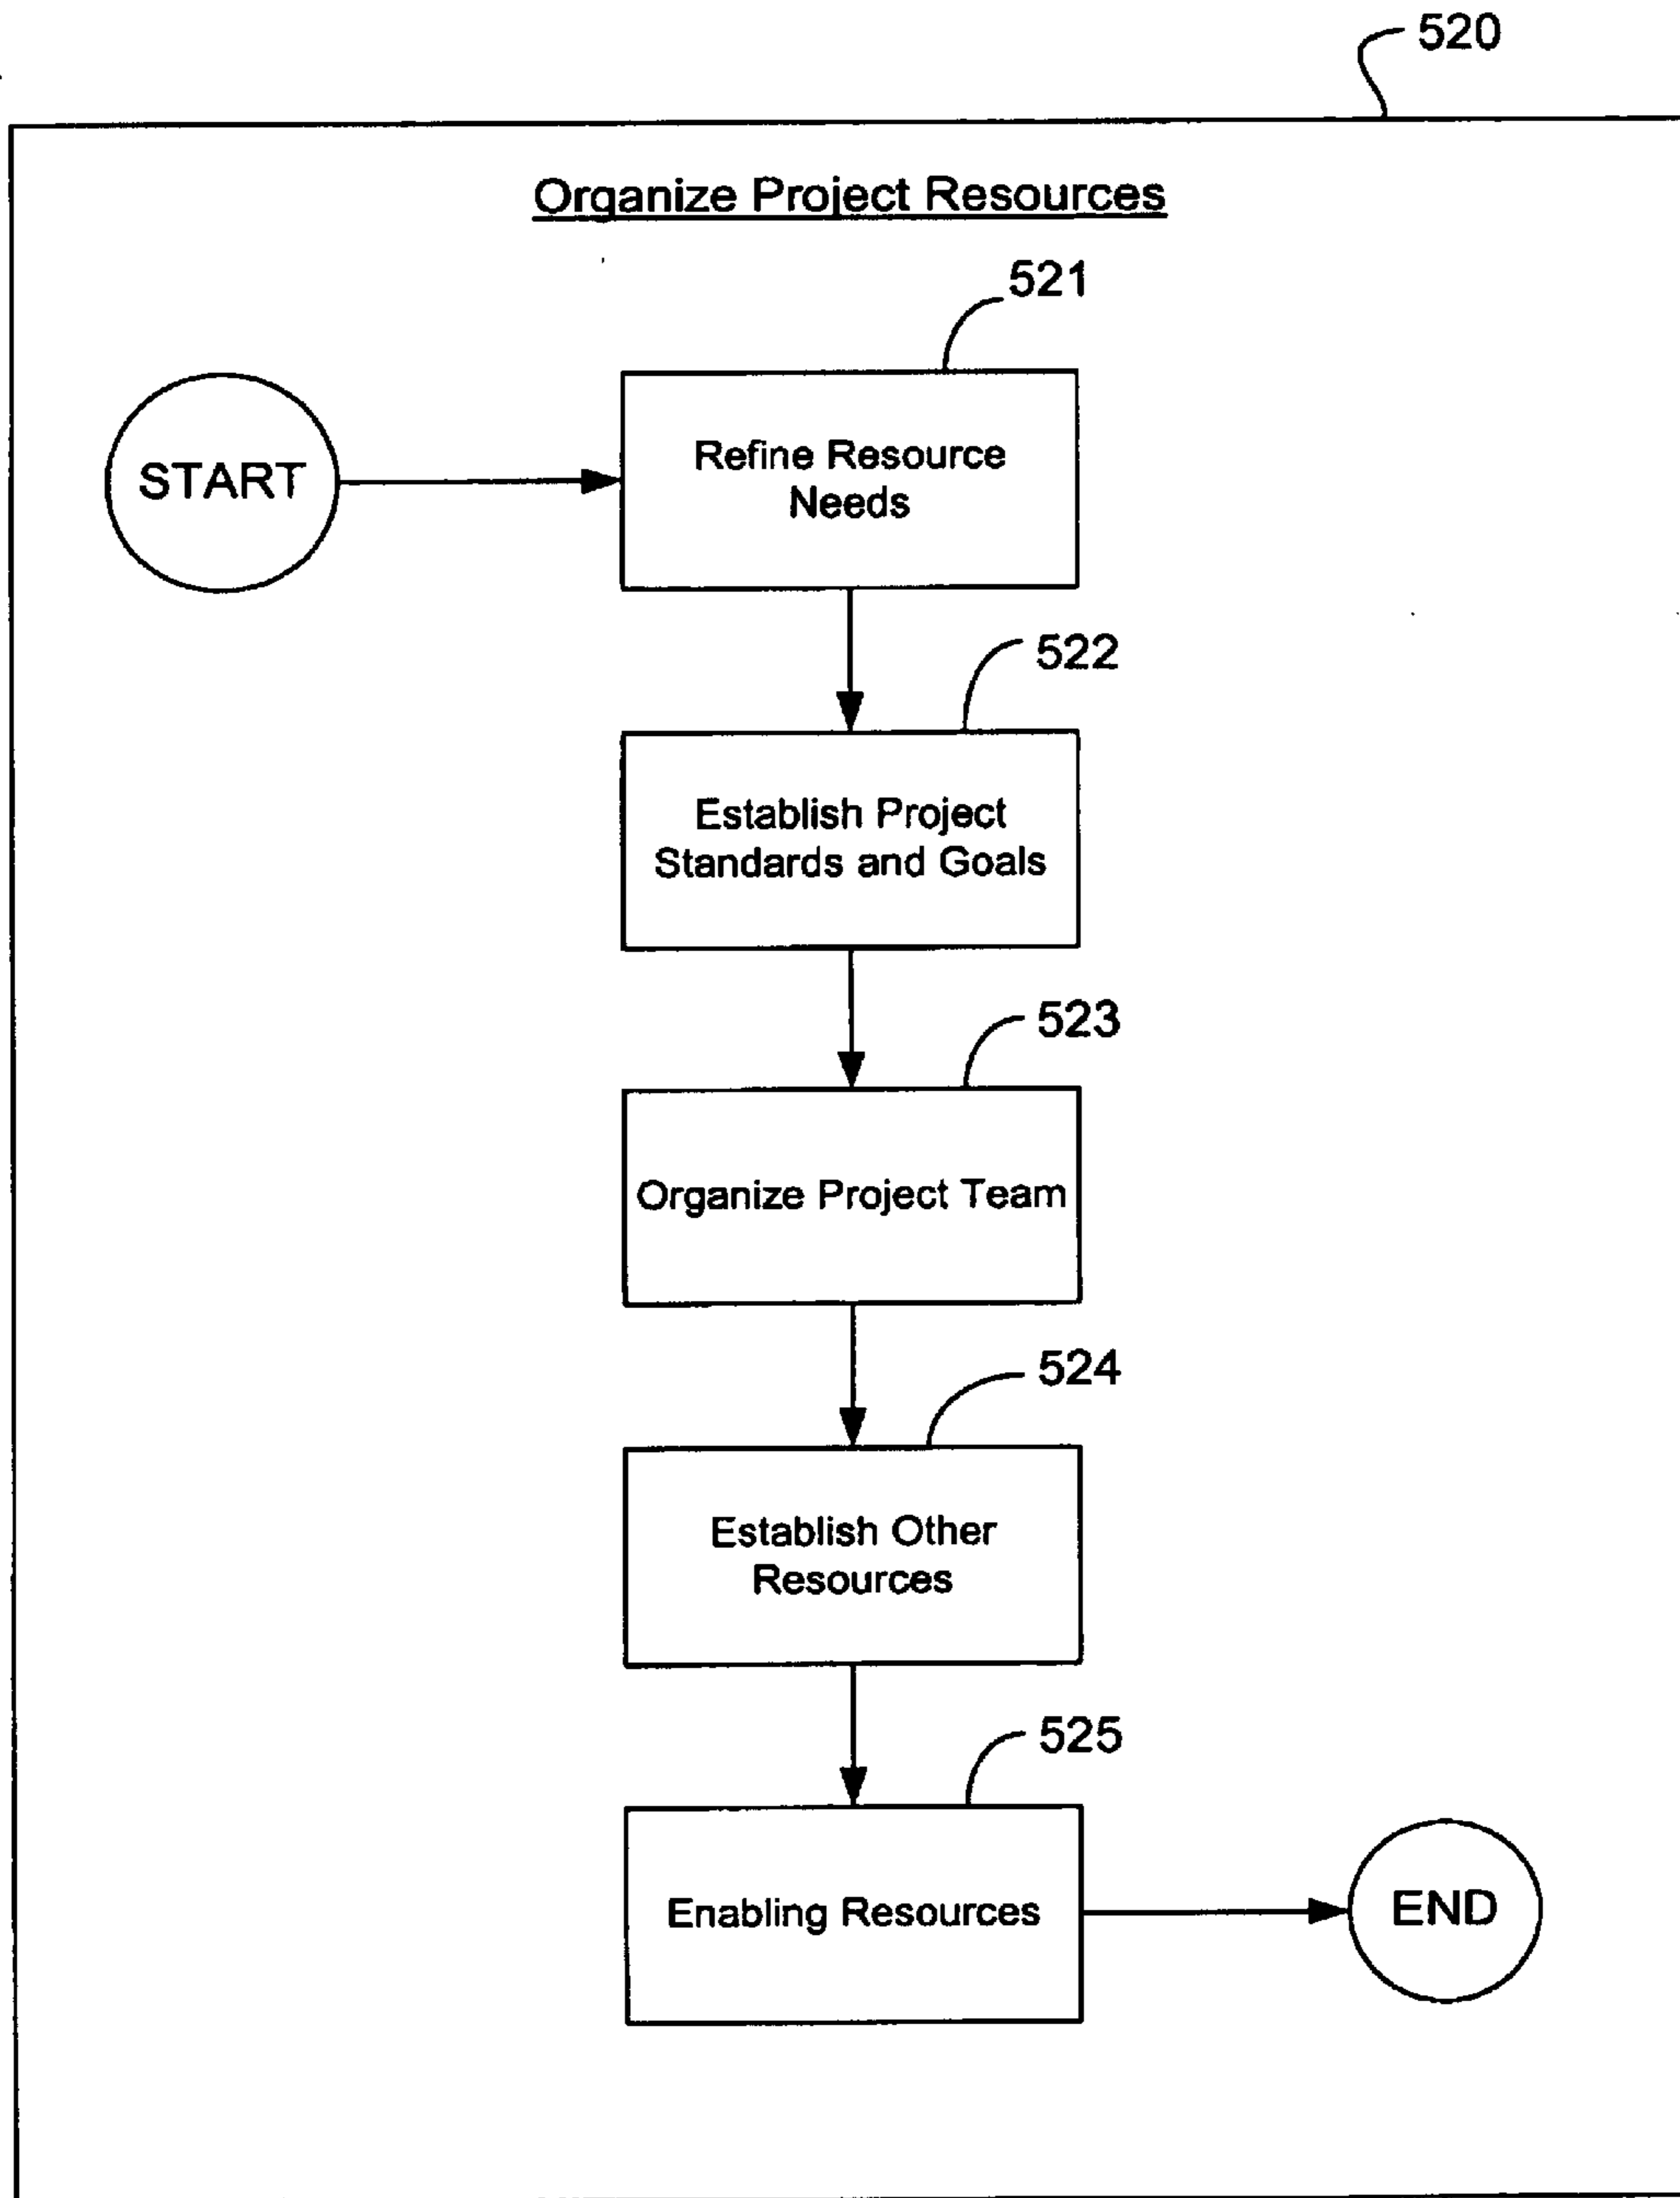 520
Organize Project Resources
521
START
Refine Resource
Needs
522
Establish Project
Standards and Goals
523
Organize Project Team
524
Establish Other
Resources
525
Enabling Resources
END